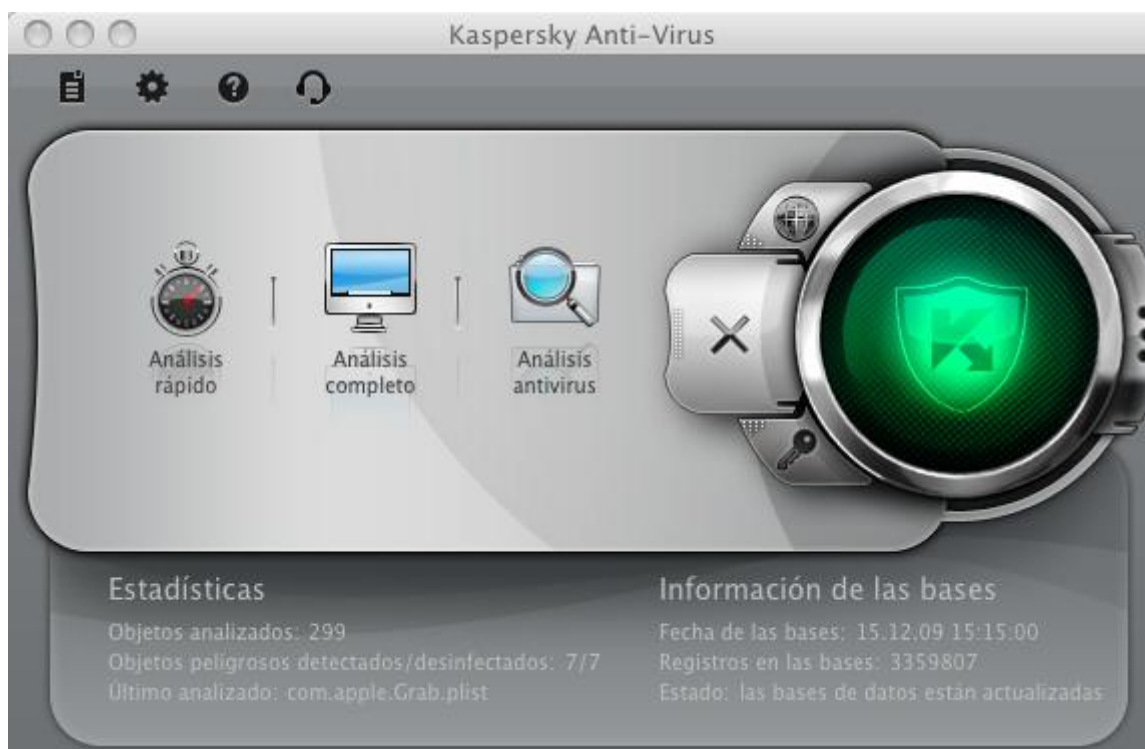 Kaspersky Anti-Virus
Análisis
rápido
Análisis
completo
Análisis
antivirus
Estadísticas
Objetos analizados: 299
Objetos peligrosos detectados/desinfectados: 7/7
Último analizado: com.apple.Grab.plist
Información de las bases
Fecha de las bases: 15.12.09 15:15:00
Registros en las bases: 3359807
Estado: las bases de datos están actualizadas